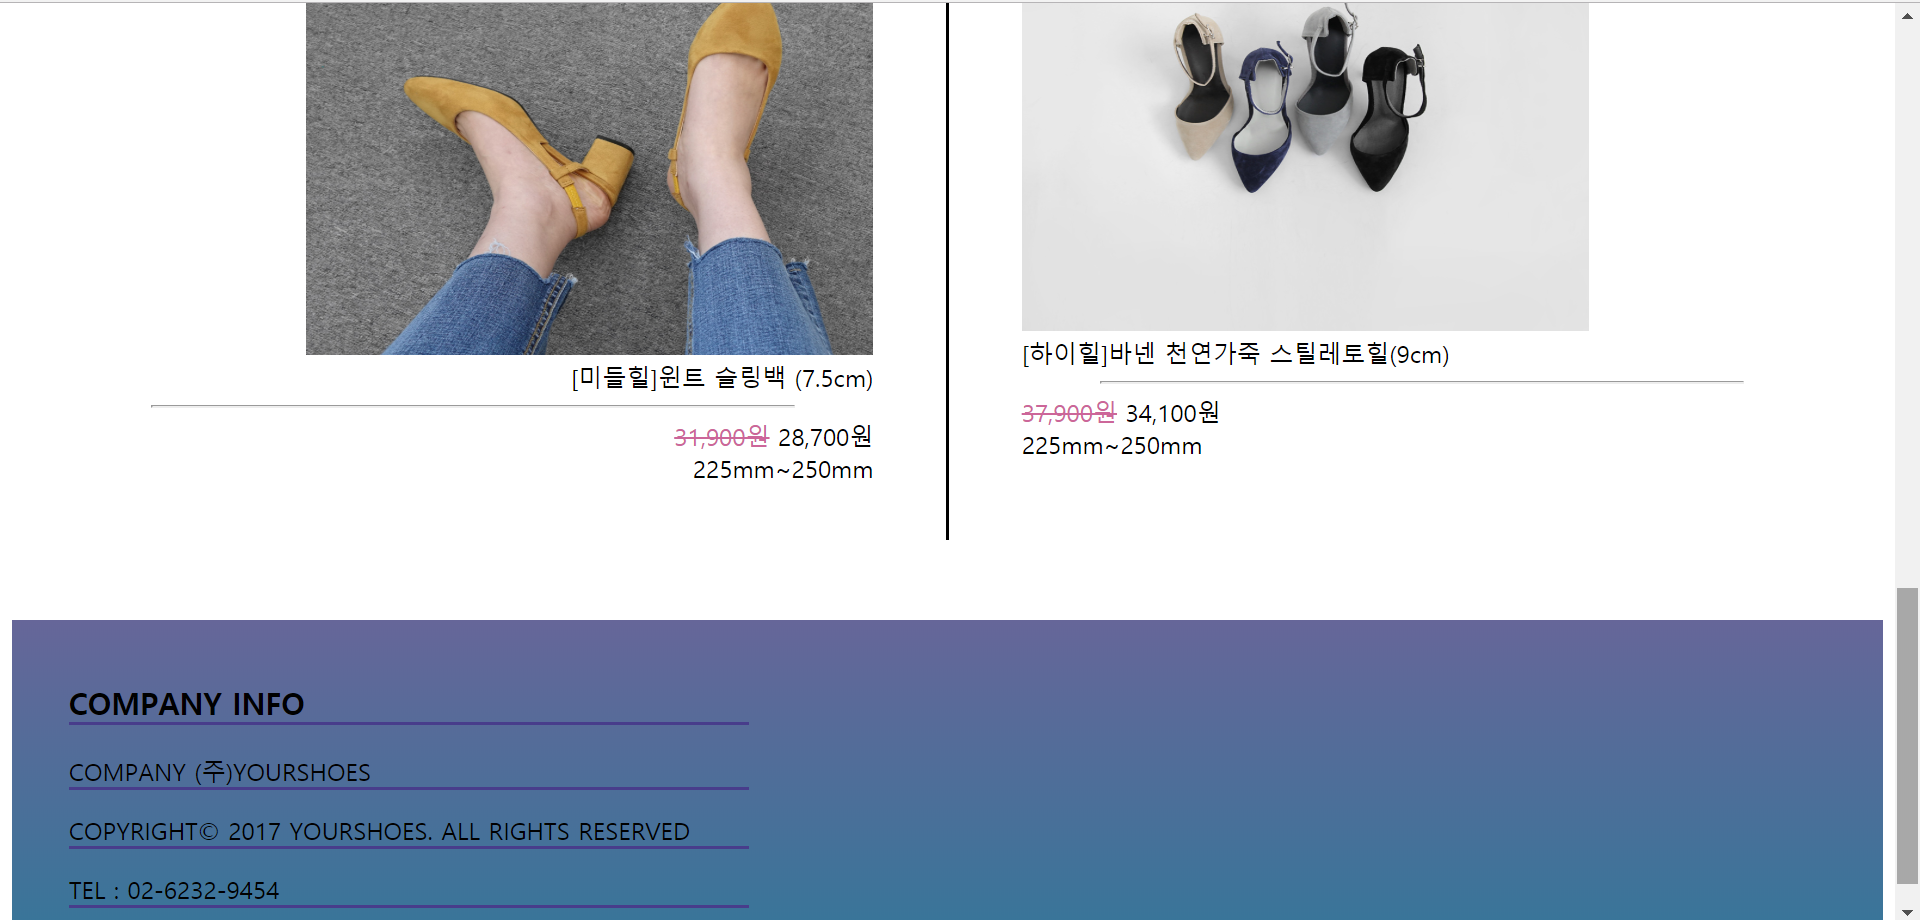 [미들힐]윈트 슬링백 (7.5cm)
31,900원 28,700원
225mm~250mm
[하이힐]바넨 천연가죽 스틸레토힐(9cm)
37,900원 34,100원
225mm~250mm
COMPANY INFO
COMPANY (주)YOURSHOES
COPYRIGHT© 2017 YOURSHOES. ALL RIGHTS RESERVED
TEL : 02-6232-9454